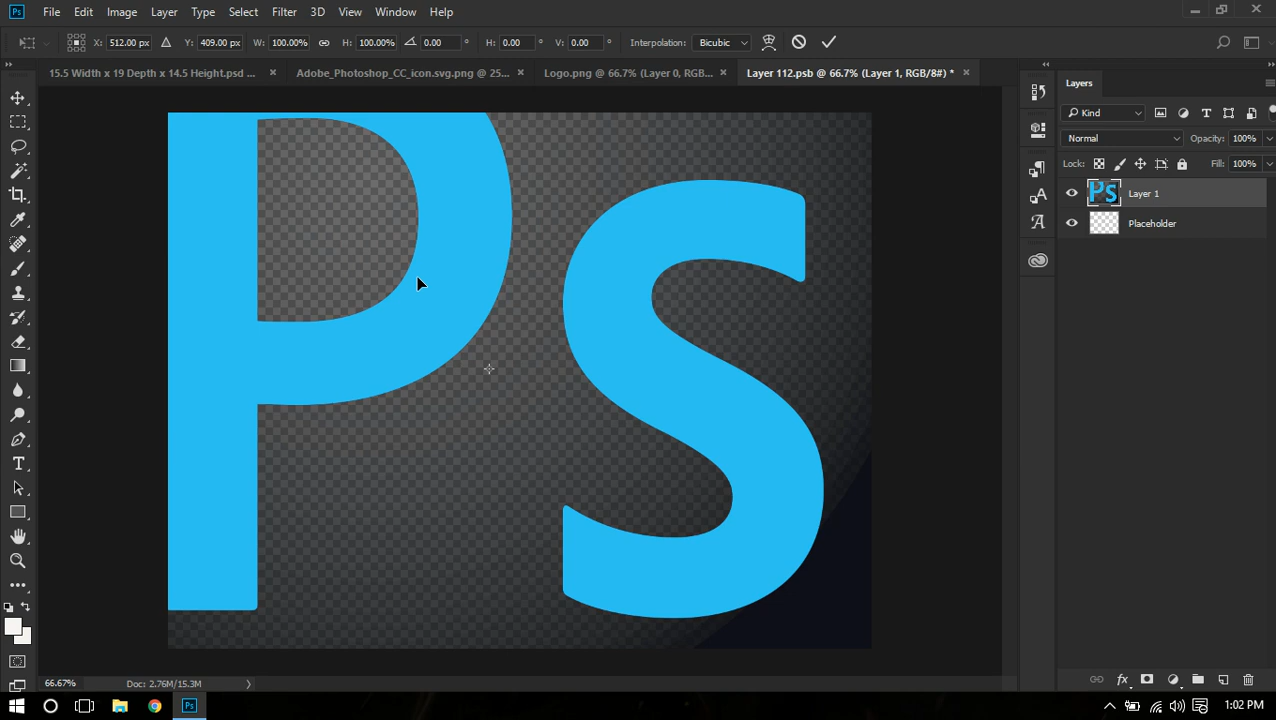 Ps File Edit Image Layer Type Select Filter 3D View Window Help
X: 512.00 px Y: 409.00 px W: 100.00% H: 100.00% 0.00 ° H: 0.00 ° V: 0.00 ° Interpolation: Bicubic
15.5 Width x 19 Depth x 14.5 Height.psd ... × Adobe_Photoshop_CC_icon.svg.png @ 25... × Logo.png @ 66.7% (Layer 0, RGB... × Layer 112.psb @ 66.7% (Layer 1, RGB/8#) * ×
Layers
Kind
Normal Opacity: 100%
Lock: Fill: 100%
Ps Layer 1
Placeholder
Ps
66.67% Doc: 2.76M/15.3M
Ps 1:02 PM